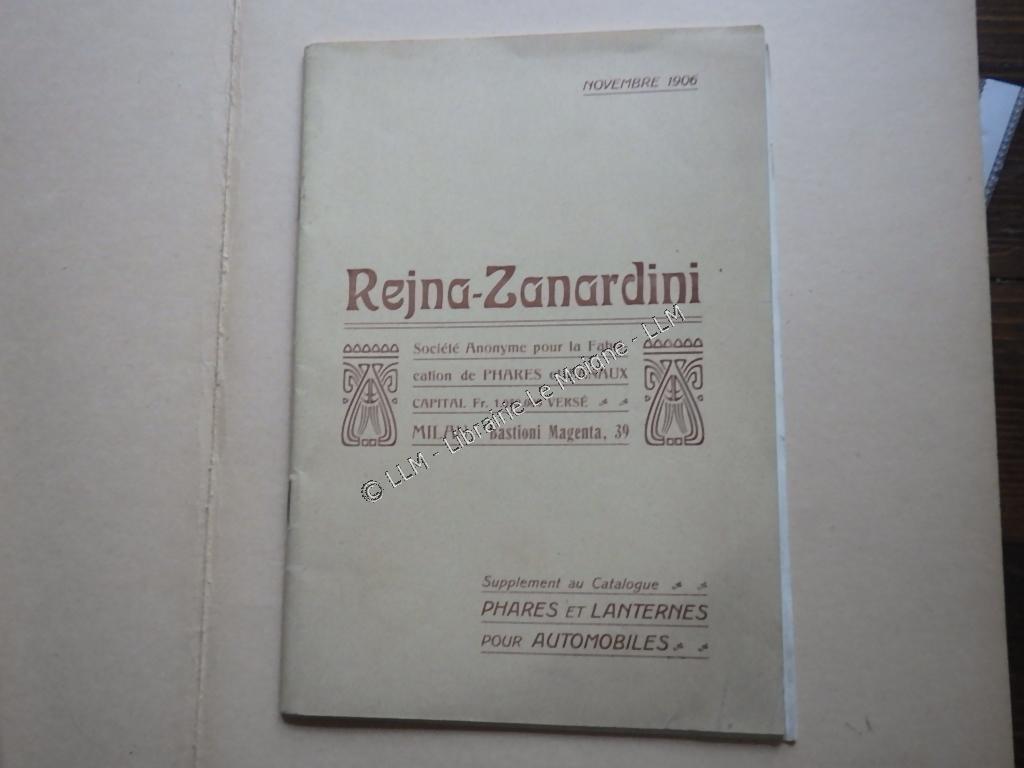 NOVEMBRE 1906
Rejna-Zanardini
Société Anonyme pour la
cation de PHARES
CAPITAL Fr. VERSÉ
Bastioni Magenta, 39
© LLM - Librairie Le Moigne - LLM
Supplement au Catalogue
PHARES ET LANTERNES
POUR AUTOMOBILES